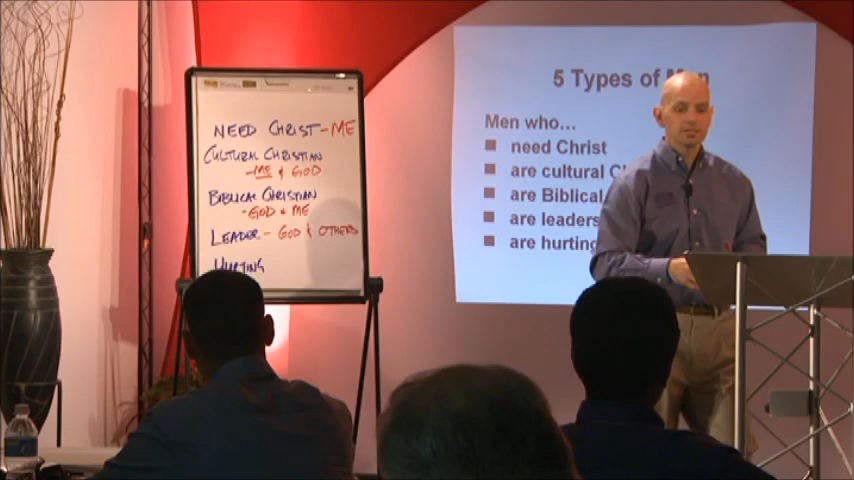 NEED CHRIST - ME
CULTURAL CHRISTIAN
- ME & GOD
BIBLICAL CHRISTIAN
- GOD & ME
LEADER - GOD & OTHERS
HURTING
5 Types of
Men who...
need Christ
are cultural
are Biblical
are leaders
are hurting